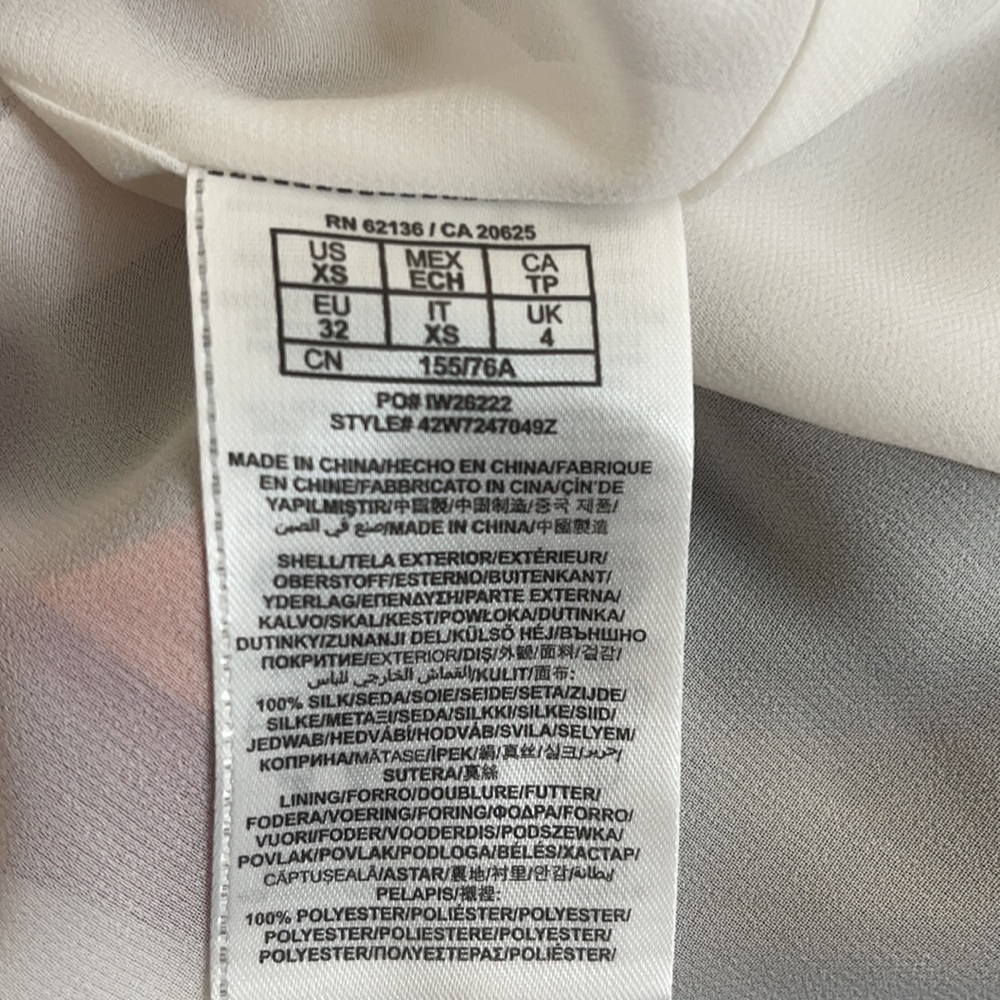 RN 62136 / CA 20625
US MEX CA
XS ECH TP
EU IT UK
32 XS 4
CN 155/76A
PO# IW26222
STYLE# 42W7247049Z
MADE IN CHINA/HECHO EN CHINA/FABRIQUE
EN CHINE/FABBRICATO IN CINA/ÇİN'DE
YAPILMIŞTIR/中國製/中国制造/중국 제품/
صنع في الصين/MADE IN CHINA/中國製造
SHELL/TELA EXTERIOR/EXTÉRIEUR/
OBERSTOFF/ESTERNO/BUITENKANT/
YDERLAG/ΕΠΕΝΔΥΣΗ/PARTE EXTERNA/
KALVO/SKAL/KEST/POWŁOKA/DUTINKA/
DUTINKY/ZUNANJI DEL/KÜLSŐ HÉJ/ВЪНШНО
ПОКРИТИЕ/EXTERIOR/DIŞ/外觀/面料/겉감/
القماش الخارجي للباس/KULIT/面布:
100% SILK/SEDA/SOIE/SEIDE/SETA/ZIJDE/
SILKE/ΜΕΤΑΞΙ/SEDA/SILKKI/SILKE/SIID/
JEDWAB/HEDVÁBÍ/HODVÁB/SVILA/SELYEM/
КОПРИНА/MĂTASE/İPEK/絹/真丝/실크/حرير/
SUTERA/真絲
LINING/FORRO/DOUBLURE/FUTTER/
FODERA/VOERING/FORING/ΦΟΔΡΑ/FORRO/
VUORI/FODER/VOODERDIS/PODSZEWKA/
POVLAK/POVLAK/PODLOGA/BÉLÉS/ХАСТАР/
CĂPTUŞEALĂ/ASTAR/裏地/衬里/안감/بطانة/
PELAPIS/襯裡:
100% POLYESTER/POLIÉSTER/POLYESTER/
POLYESTER/POLIESTERE/POLYESTER/
POLYESTER/ΠΟΛΥΕΣΤΕΡΑΣ/POLIÉSTER/